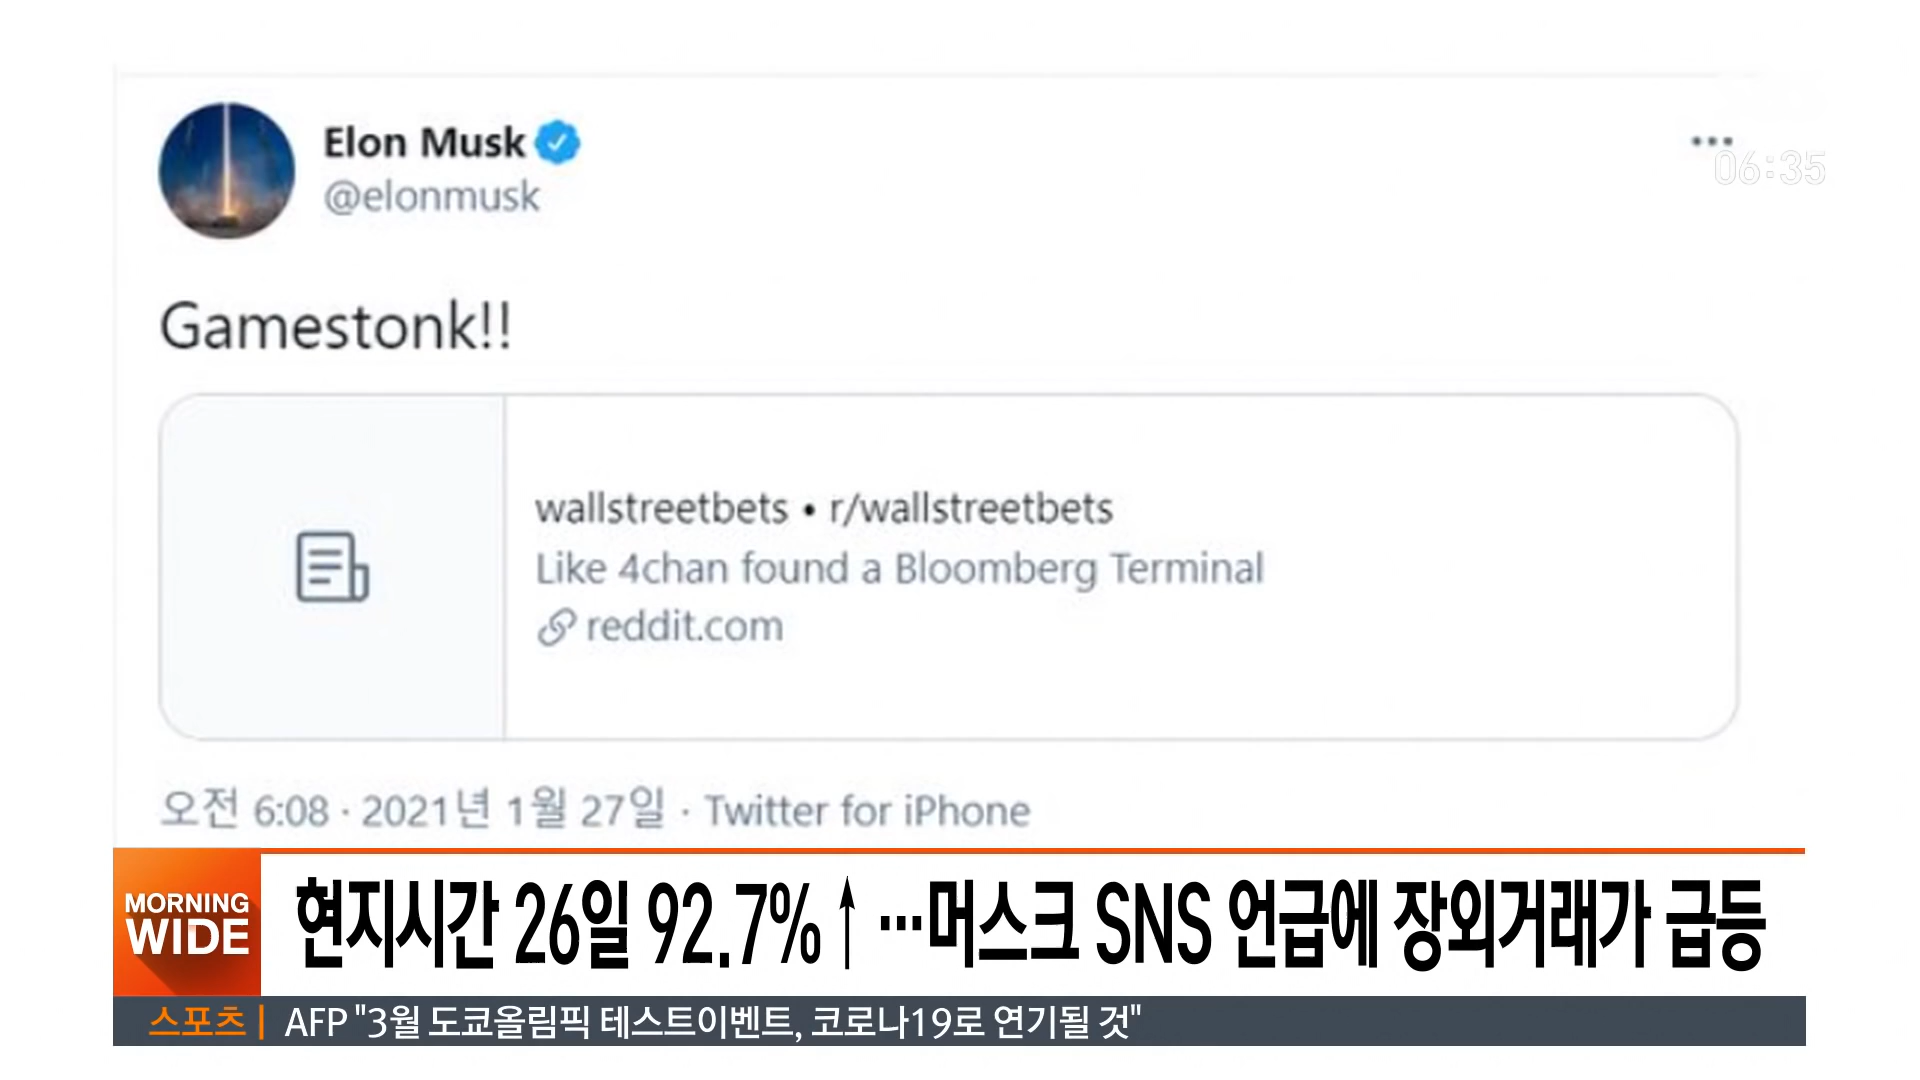 Elon Musk
@elonmusk
06:35
Gamestonk!!
wallstreetbets • r/wallstreetbets
Like 4chan found a Bloomberg Terminal
reddit.com
오전 6:08 · 2021년 1월 27일 · Twitter for iPhone
MORNING
WIDE
현지시간 26일 92.7%↑…머스크 SNS 언급에 장외거래가 급등
스포츠 | AFP "3월 도쿄올림픽 테스트이벤트, 코로나19로 연기될 것"